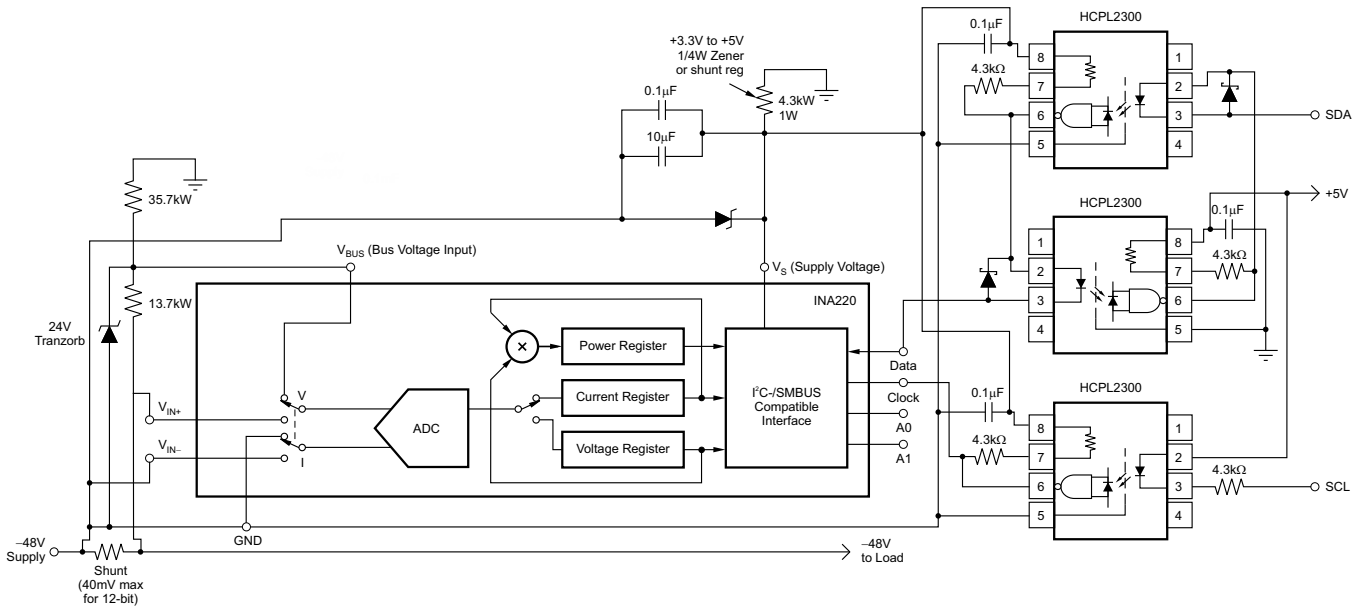 HCPL2300
0.1μF
8
1
4.3kΩ
7
2
6
3
SDA
5
4
+3.3V to +5V
1/4W Zener
or shunt reg
4.3kW
1W
0.1μF
10μF
35.7kW
+5V
HCPL2300
0.1μF
1
8
4.3kΩ
2
7
3
6
4
5
VBUS (Bus Voltage Input)
VS (Supply Voltage)
13.7kW
INA220
24V
Tranzorb
×
Power Register
Current Register
Voltage Register
I²C-/SMBUS
Compatible
Interface
Data
Clock
A0
A1
V
I
ADC
VIN+
VIN–
HCPL2300
0.1μF
8
1
4.3kΩ
7
2
4.3kΩ
6
3
SCL
5
4
GND
–48V
Supply
Shunt
(40mV max
for 12-bit)
–48V
to Load